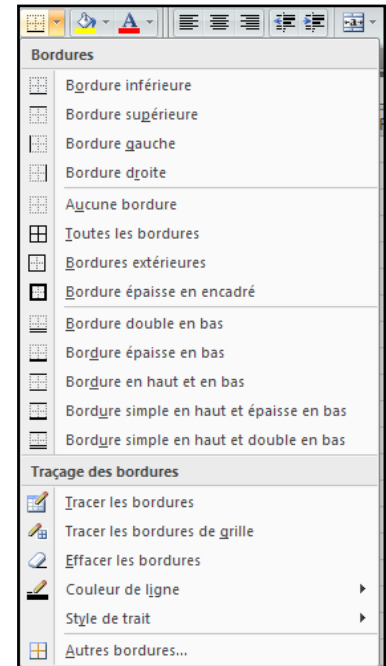 Bordures
Bordure inférieure
Bordure supérieure
Bordure gauche
Bordure droite
Aucune bordure
Toutes les bordures
Bordures extérieures
Bordure épaisse en encadré
Bordure double en bas
Bordure épaisse en bas
Bordure en haut et en bas
Bordure simple en haut et épaisse en bas
Bordure simple en haut et double en bas
Traçage des bordures
Tracer les bordures
Tracer les bordures de grille
Effacer les bordures
Couleur de ligne
Style de trait
Autres bordures...